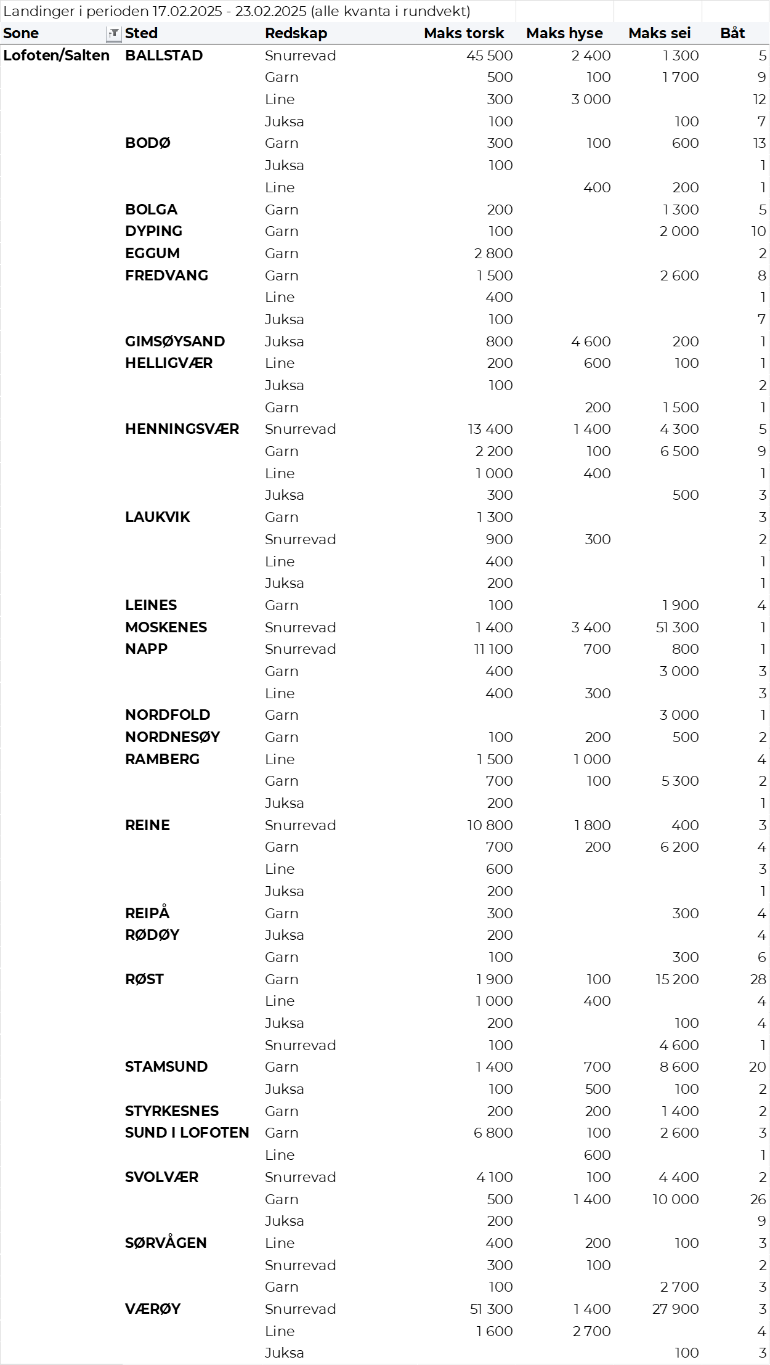 Landinger i perioden 17.02.2025 - 23.02.2025 (alle kvanta i rundvekt)
Sone Sted Redskap Maks torsk Maks hyse Maks sei Båt
Lofoten/Salten BALLSTAD Snurrevad 45 500 2 400 1 300 5
Garn 500 100 1 700 9
Line 300 3 000 12
Juksa 100 100 7
BODØ Garn 300 100 600 13
Juksa 100 1
Line 400 200 1
BOLGA Garn 200 1 300 5
DYPING Garn 100 2 000 10
EGGUM Garn 2 800 2
FREDVANG Garn 1 500 2 600 8
Line 400 1
Juksa 100 7
GIMSØYSAND Juksa 800 4 600 200 1
HELLIGVÆR Line 200 600 100 1
Juksa 100 2
Garn 200 1 500 1
HENNINGSVÆR Snurrevad 13 400 1 400 4 300 5
Garn 2 200 100 6 500 9
Line 1 000 400 1
Juksa 300 500 3
LAUKVIK Garn 1 300 3
Snurrevad 900 300 2
Line 400 1
Juksa 200 1
LEINES Garn 100 1 900 4
MOSKENES Snurrevad 1 400 3 400 51 300 1
NAPP Snurrevad 11 100 700 800 1
Garn 400 3 000 3
Line 400 300 3
NORDFOLD Garn 3 000 1
NORDNESØY Garn 100 200 500 2
RAMBERG Line 1 500 1 000 4
Garn 700 100 5 300 2
Juksa 200 1
REINE Snurrevad 10 800 1 800 400 3
Garn 700 200 6 200 4
Line 600 3
Juksa 200 1
REIPÅ Garn 300 300 4
RØDØY Juksa 200 4
Garn 100 300 6
RØST Garn 1 900 100 15 200 28
Line 1 000 400 4
Juksa 200 100 4
Snurrevad 100 4 600 1
STAMSUND Garn 1 400 700 8 600 20
Juksa 100 500 100 2
STYRKESNES Garn 200 200 1 400 2
SUND I LOFOTEN Garn 6 800 100 2 600 3
Line 600 1
SVOLVÆR Snurrevad 4 100 100 4 400 2
Garn 500 1 400 10 000 26
Juksa 200 9
SØRVÅGEN Line 400 200 100 3
Snurrevad 300 100 2
Garn 100 2 700 3
VÆRØY Snurrevad 51 300 1 400 27 900 3
Line 1 600 2 700 4
Juksa 100 3